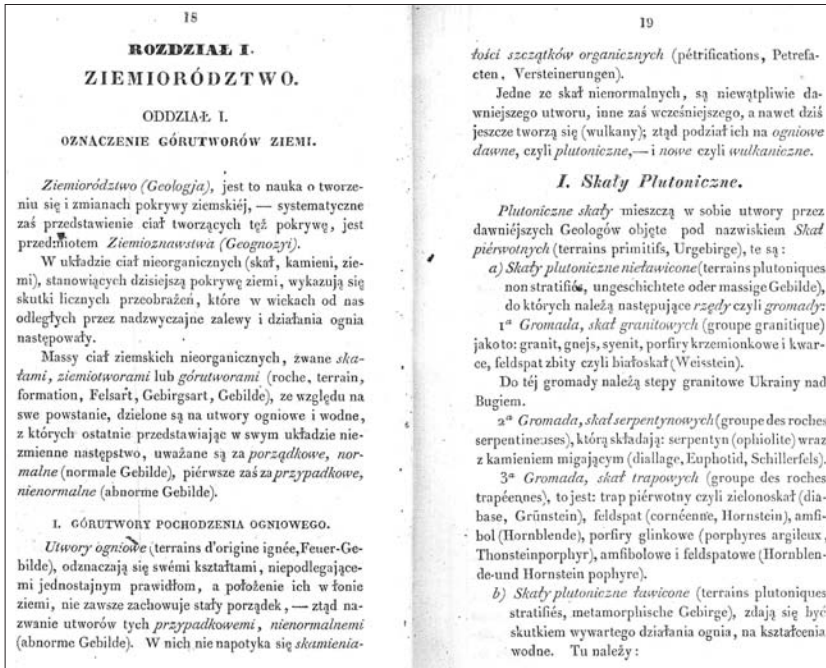 18
ROZDZIAŁ I.
ZIEMIORÓDZTWO.
ODDZIAŁ I.
OZNACZENIE GÓRUTWORÓW ZIEMI.
Ziemiorództwo (Geologja), jest to nauka o tworze-
niu się i zmianach pokrywy ziemskiéj, — systematyczne
zaś przedstawienie ciał tworzących też pokrywę, jest
przedmiotem Ziemioznawstwa (Geognozyi).
W układzie ciał nieorganicznych (skał, kamieni, zie-
mi), stanowiących dzisiejszą pokrywę ziemi, wykazują się
skutki licznych przeobrażeń, które w wiekach od nas
odległych przez nadzwyczajne zalewy i działania ognia
następowały.
Massy ciał ziemskich nieorganicznych, zwane ska-
łami, ziemiotworami lub górutworami (roche, terrain,
formation, Felsart, Gebirgsart, Gebilde), ze względu na
swe powstanie, dzielone są na utwory ogniowe i wodne,
z których ostatnie przedstawiając w swym układzie nie-
zmienne następstwo, uważane są za porządkowe, nor-
malne (normale Gebilde), piérwsze zaś za przypadkowe,
nienormalne (abnorme Gebilde).
I. GÓRUTWORY POCHODZENIA OGNIOWEGO.
Utwory ogniowe (terrains d'origine ignée, Feuer-Ge-
bilde), odznaczają się swémi kształtami, niepodlegające-
mi jednostajnym prawidłom, a położenie ich w łonie
ziemi, nie zawsze zachowuje stały porządek, — ztąd na-
zwanie utworów tych przypadkowemi, nienormalnemi
(abnorme Gebilde). W nich nie napotyka się skamienia-
19
łości szczątków organicznych (pétrifications, Petrefa-
cten, Versteinerungen).
Jedne ze skał nienormalnych, są niewątpliwie da-
wniejszego utworu, inne zaś wcześniejszego, a nawet dziś
jeszcze tworzą się (wulkany); ztąd podział ich na ogniowe
dawne, czyli plutoniczne, — i nowe czyli wulkaniczne.
I. Skały Plutoniczne.
Plutoniczne skały mieszczą w sobie utwory przez
dawniéjszych Geologów objęte pod nazwiskiem Skał
piérwotnych (terrains primitifs, Urgebirge), te są:
a) Skały plutoniczne nieławicone (terrains plutoniques
non stratifiés, ungeschichtete oder massige Gebilde),
do których należą następujące rzędy czyli gromady:
1ª Gromada, skał granitowych (groupe granitique)
jako to: granit, gnejs, syenit, porfiry krzemionkowe i kwar-
ce, feldspat zbity czyli białoskał (Weisstein).
Do téj gromady należą stepy granitowe Ukrainy nad
Bugiem.
2ª Gromada, skał serpentynowych (groupe des roches
serpentineuses), którą składają: serpentyn (ophiolite) wraz
z kamieniem migającym (diallage, Euphotid, Schillerfels).
3ª Gromada, skał trapowych (groupe des roches
trapéennes), to jest: trap piérwotny czyli zielonoskał (dia-
base, Grünstein), feldspat (cornéenne, Hornstein), amfi-
bol (Hornblende), porfiry glinkowe (porphyres argileux,
Thonsteinporphyr), amfibolowe i feldspatowe (Hornblen-
de-und Hornstein pophyre).
b) Skały plutoniczne ławicone (terrains plutoniques
stratifiés, metamorphische Gebirge), zdają się być
skutkiem wywartego działania ognia, na kształcenia
wodne. Tu należy: